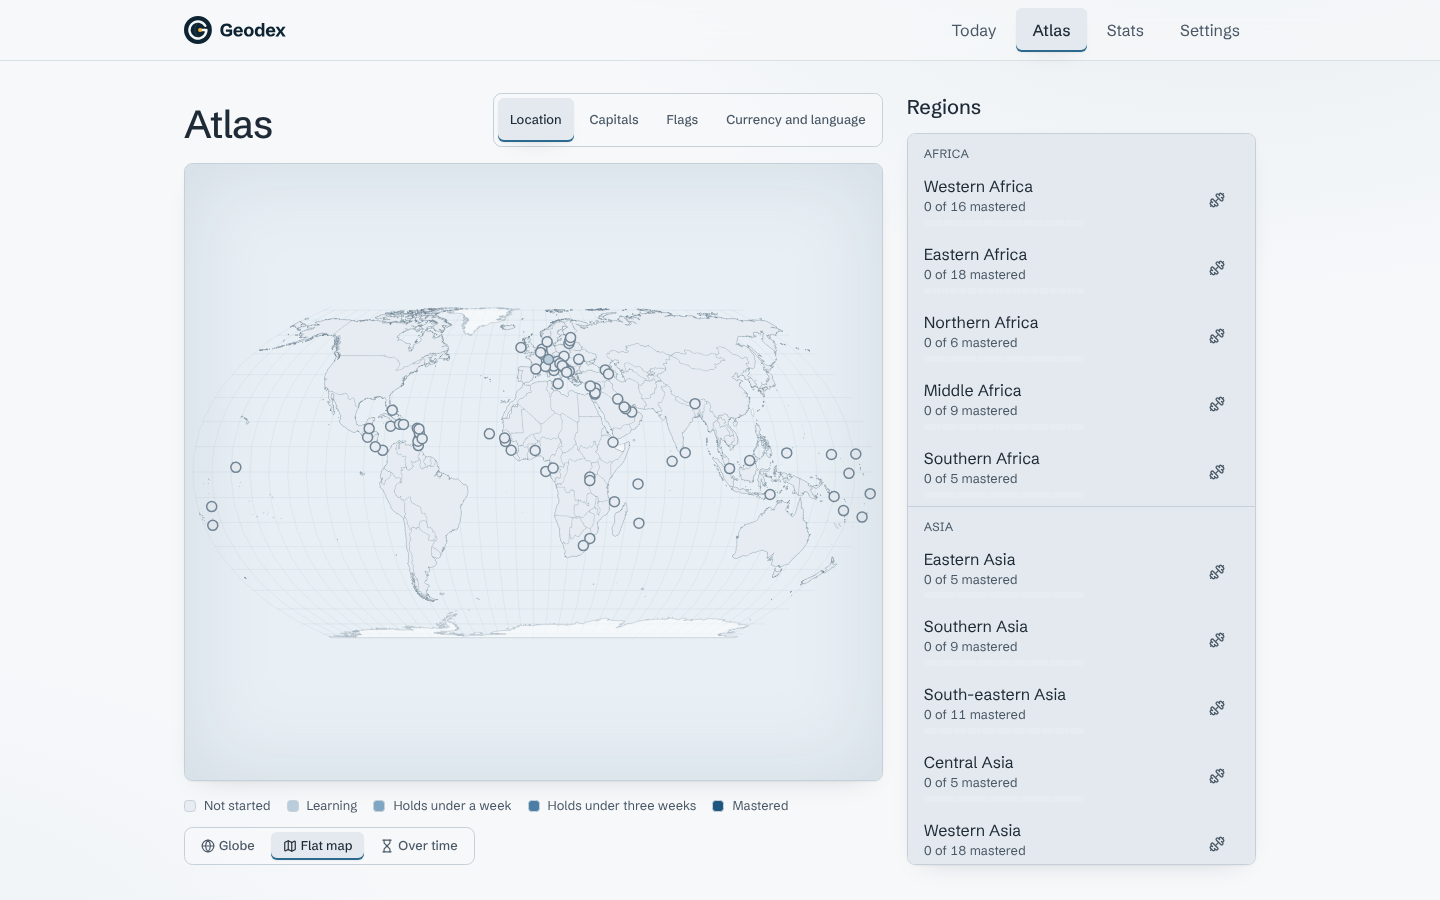 Geodex
Today
Atlas
Stats
Settings
Atlas
Location
Capitals
Flags
Currency and language
Not started
Learning
Holds under a week
Holds under three weeks
Mastered
Globe
Flat map
Over time
Regions
AFRICA
Western Africa
0 of 16 mastered
Eastern Africa
0 of 18 mastered
Northern Africa
0 of 6 mastered
Middle Africa
0 of 9 mastered
Southern Africa
0 of 5 mastered
ASIA
Eastern Asia
0 of 5 mastered
Southern Asia
0 of 9 mastered
South-eastern Asia
0 of 11 mastered
Central Asia
0 of 5 mastered
Western Asia
0 of 18 mastered